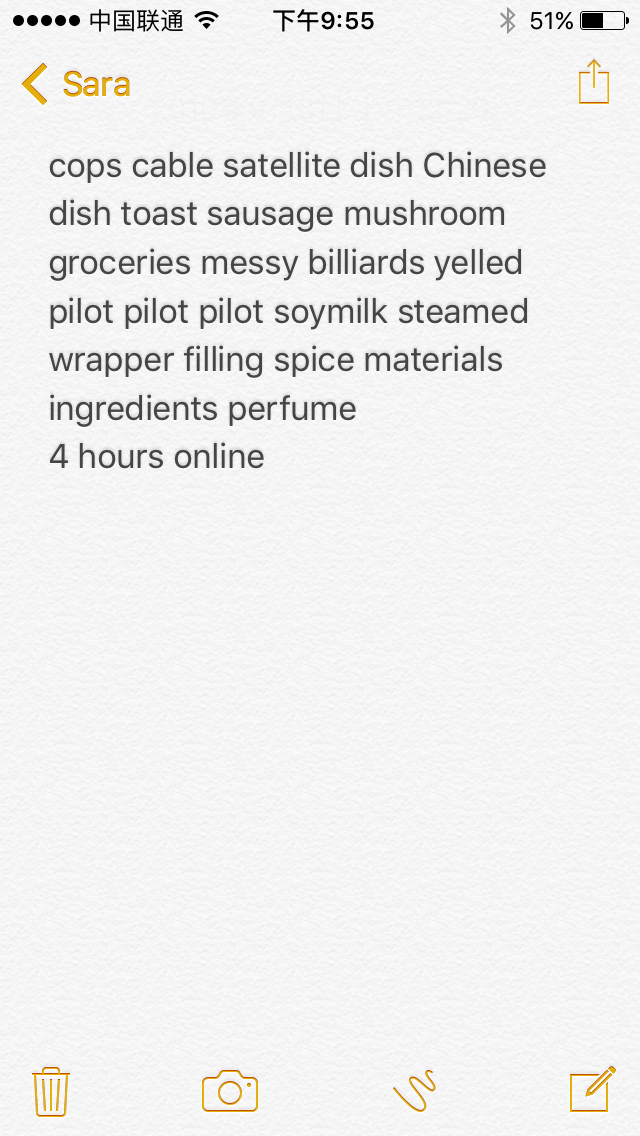 中国联通 下午9:55 51%
Sara
cops cable satellite dish Chinese
dish toast sausage mushroom
groceries messy billiards yelled
pilot pilot pilot soymilk steamed
wrapper filling spice materials
ingredients perfume
4 hours online